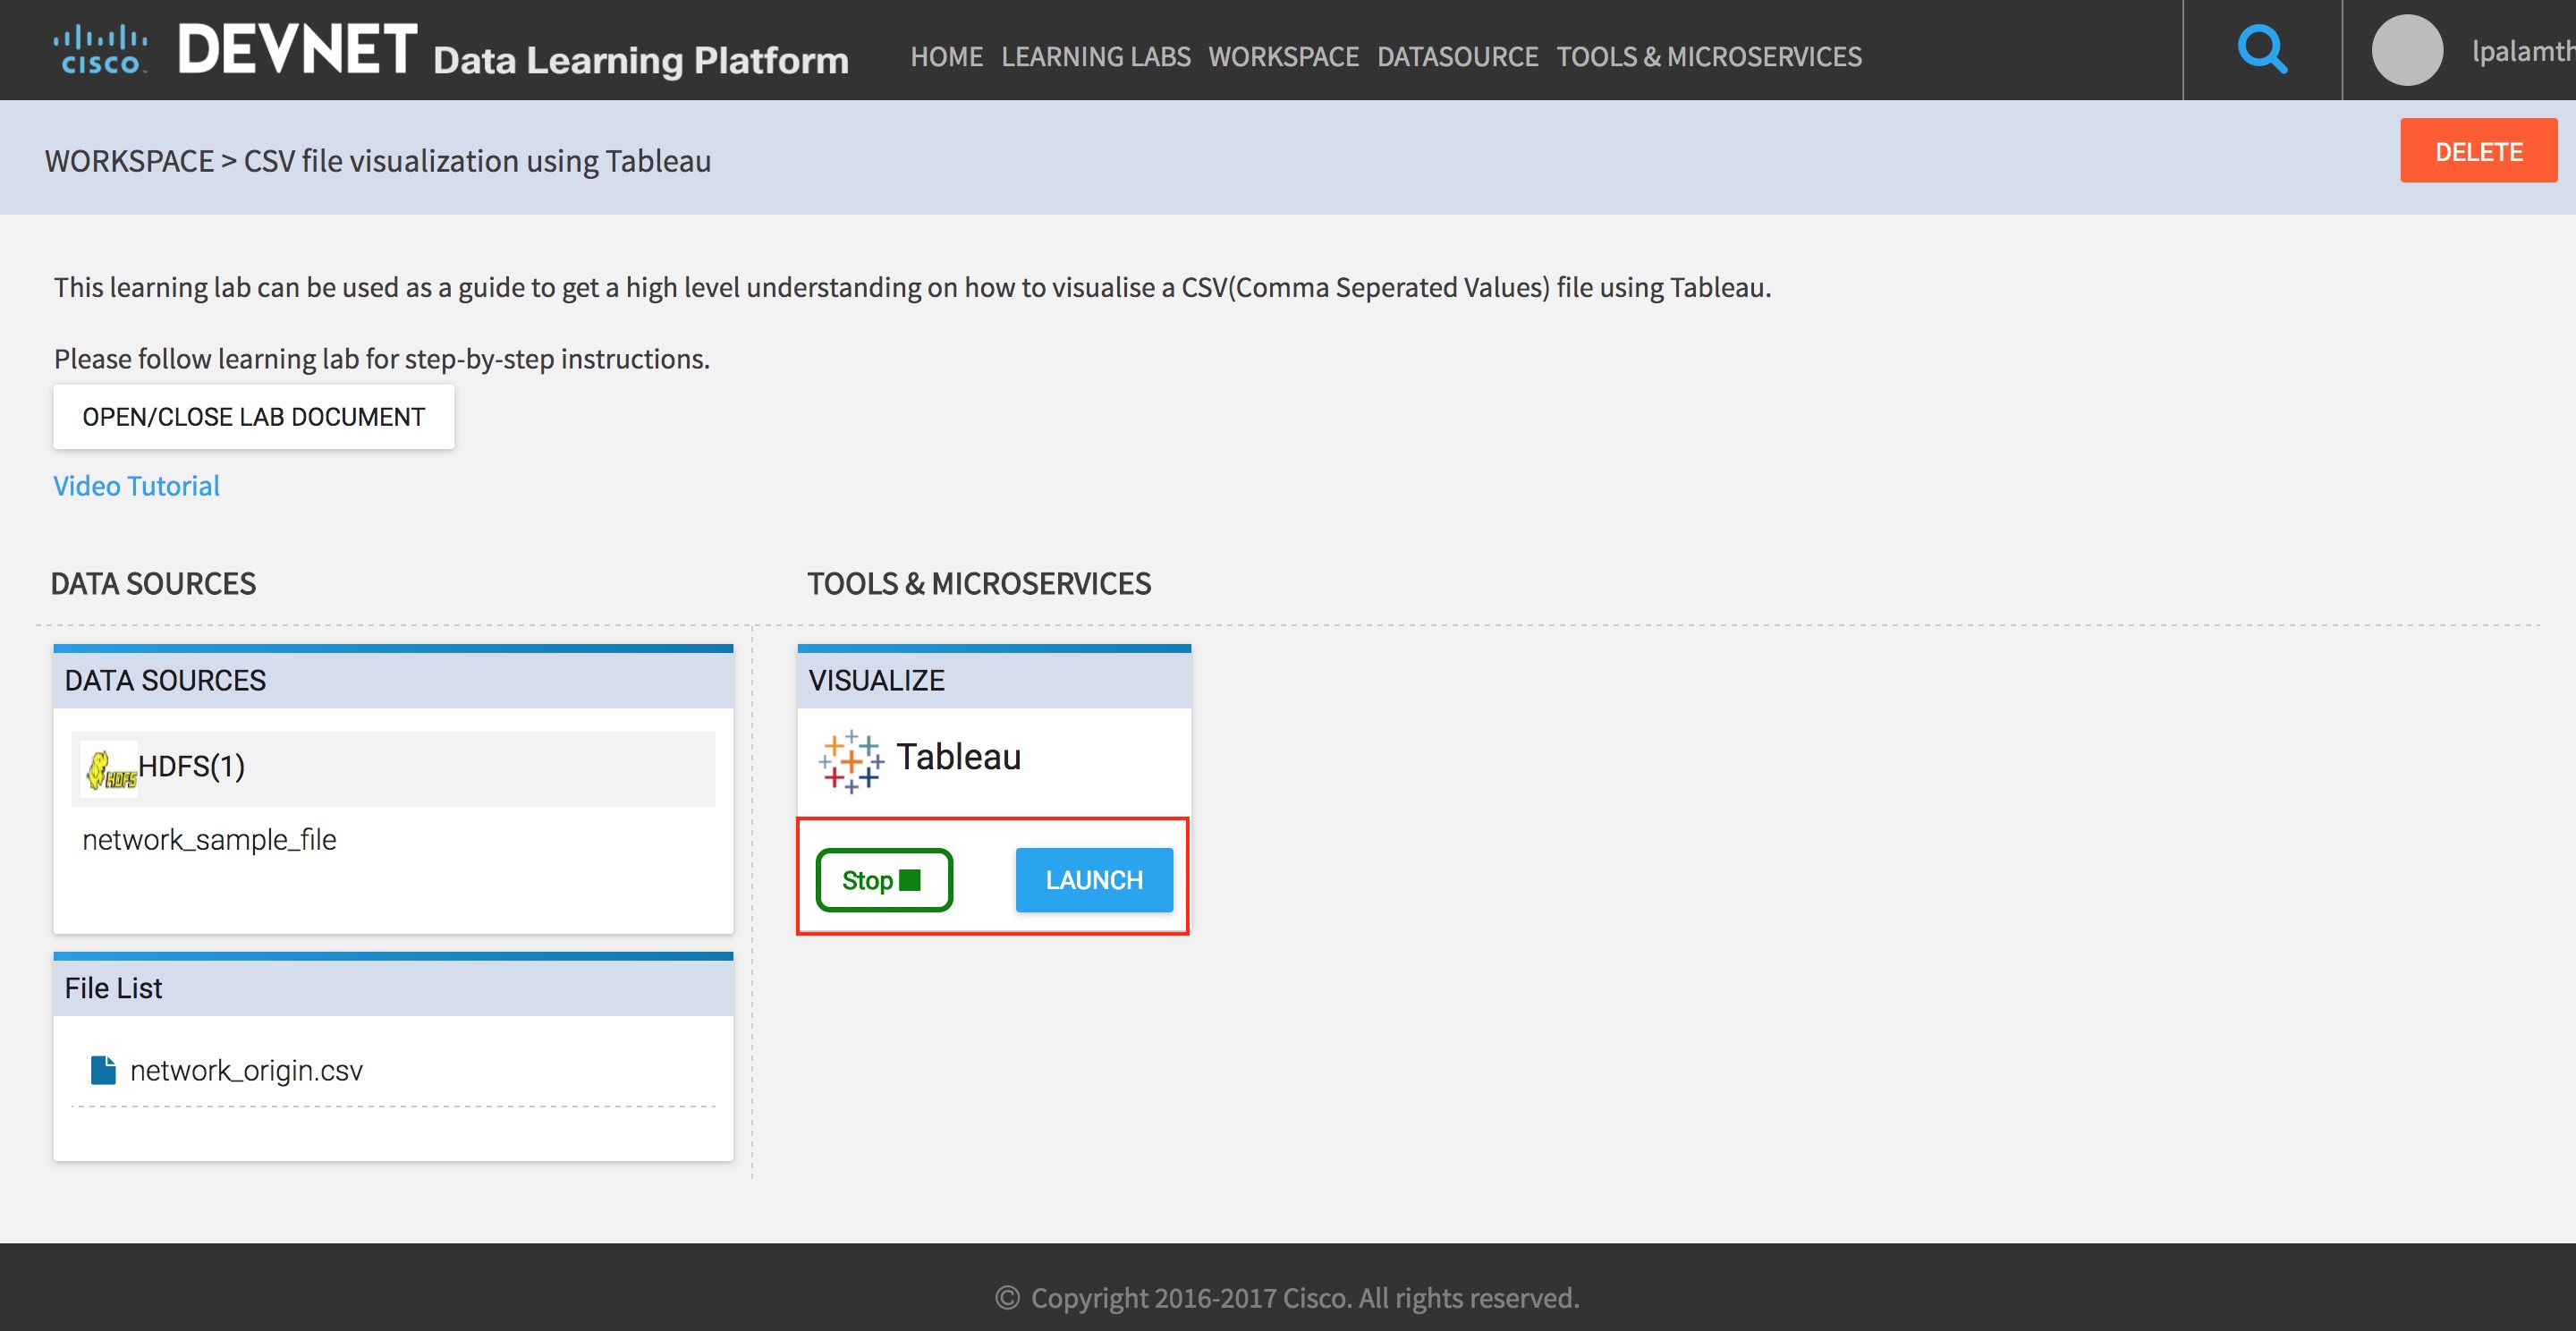 CISCO DEVNET Data Learning Platform HOME LEARNING LABS WORKSPACE DATASOURCE TOOLS & MICROSERVICES lpalamth
WORKSPACE > CSV file visualization using Tableau DELETE
This learning lab can be used as a guide to get a high level understanding on how to visualise a CSV(Comma Seperated Values) file using Tableau.
Please follow learning lab for step-by-step instructions.
OPEN/CLOSE LAB DOCUMENT
Video Tutorial
DATA SOURCES
TOOLS & MICROSERVICES
DATA SOURCES
HDFS HDFS(1)
network_sample_file
File List
network_origin.csv
VISUALIZE
Tableau
Stop LAUNCH
© Copyright 2016-2017 Cisco. All rights reserved.